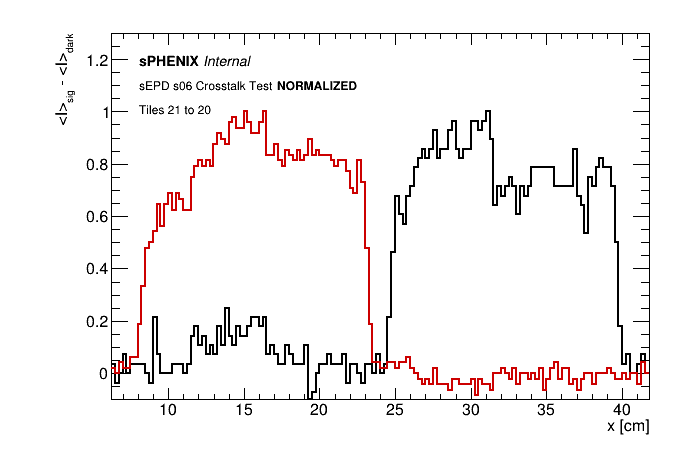 <I>sig - <I>dark
sPHENIX Internal
sEPD s06 Crosstalk Test NORMALIZED
Tiles 21 to 20
1.2
1
0.8
0.6
0.4
0.2
0
10 15 20 25 30 35 40
x [cm]